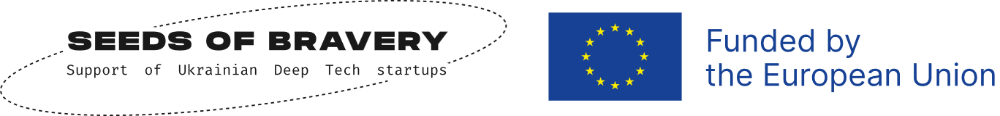 SEEDS OF BRAVERY
Support of Ukrainian Deep Tech startups
Funded by
the European Union